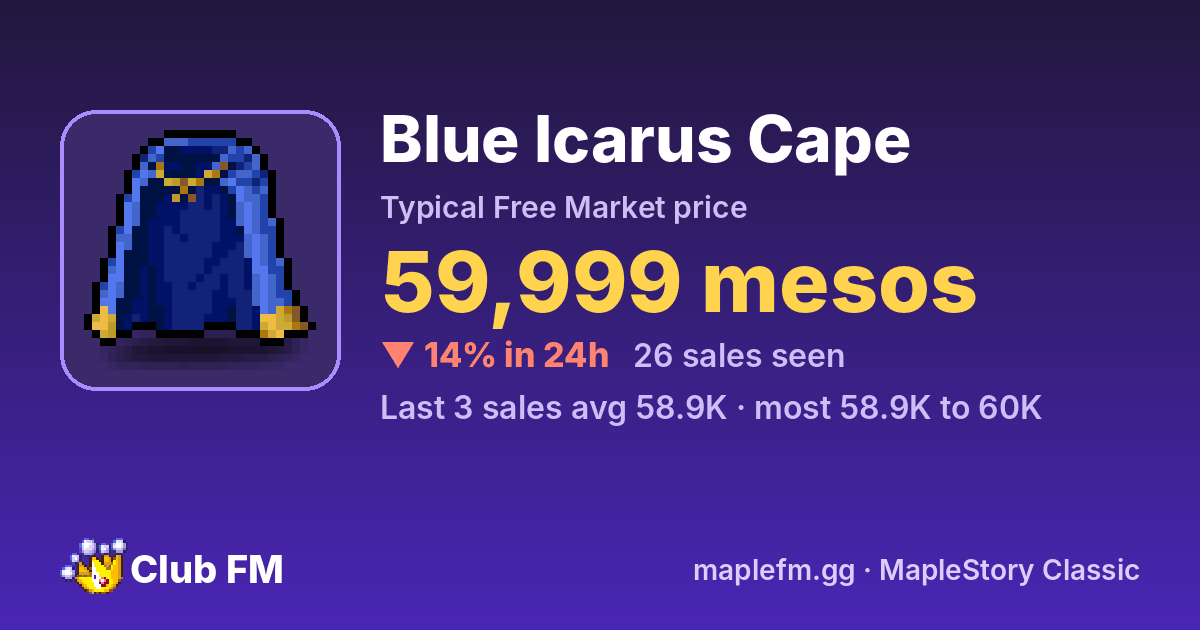 Blue Icarus Cape
Typical Free Market price
59,999 mesos
▼ 14% in 24h 26 sales seen
Last 3 sales avg 58.9K · most 58.9K to 60K
Club FM
maplefm.gg · MapleStory Classic